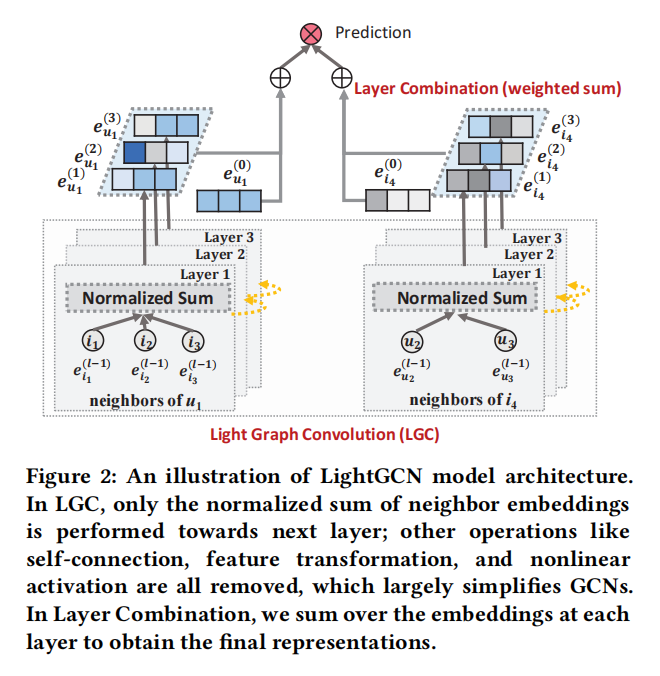 Prediction
Layer Combination (weighted sum)
e_{u_1}^{(3)}
e_{u_1}^{(2)}
e_{u_1}^{(1)}
e_{u_1}^{(0)}
e_{i_4}^{(0)}
e_{i_4}^{(3)}
e_{i_4}^{(2)}
e_{i_4}^{(1)}
Layer 3
Layer 2
Layer 1
Normalized Sum
i_1 i_2 i_3
e_{i_1}^{(l-1)} e_{i_2}^{(l-1)} e_{i_3}^{(l-1)}
neighbors of u_1
Layer 3
Layer 2
Layer 1
Normalized Sum
u_2 u_3
e_{u_2}^{(l-1)} e_{u_3}^{(l-1)}
neighbors of i_4
Light Graph Convolution (LGC)
Figure 2: An illustration of LightGCN model architecture.
In LGC, only the normalized sum of neighbor embeddings
is performed towards next layer; other operations like
self-connection, feature transformation, and nonlinear
activation are all removed, which largely simplifies GCNs.
In Layer Combination, we sum over the embeddings at each
layer to obtain the final representations.